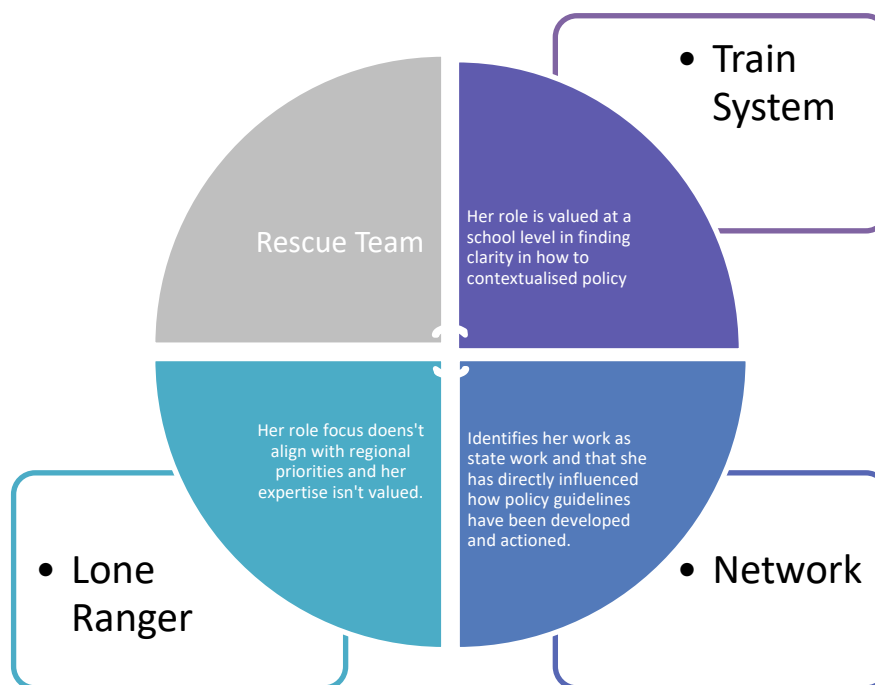 • Train
System
Rescue Team
Her role is valued at a
school level in finding
clarity in how to
contextualised policy
Her role focus doens't
align with regional
priorities and her
expertise isn't valued.
Identifies her work as
state work and that she
has directly influenced
how policy guidelines
have been developed
and actioned.
• Lone
Ranger
• Network